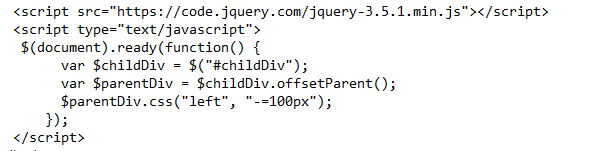 <script src="https://code.jquery.com/jquery-3.5.1.min.js"></script>
<script type="text/javascript">
$(document).ready(function() {
var $childDiv = $("#childDiv");
var $parentDiv = $childDiv.offsetParent();
$parentDiv.css("left", "-=100px");
});
</script>